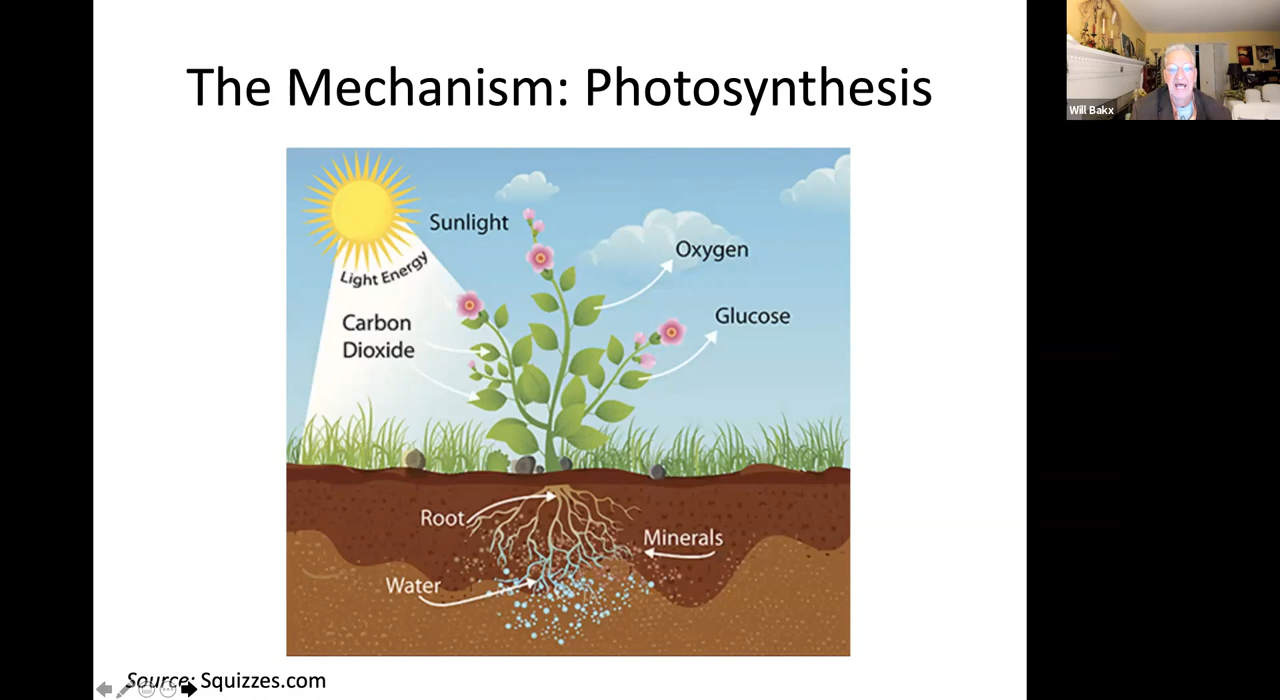 The Mechanism: Photosynthesis
Will Bakx
Sunlight
Oxygen
Light Energy
Glucose
Carbon
Dioxide
Root
Minerals
Water
Source: Squizzes.com